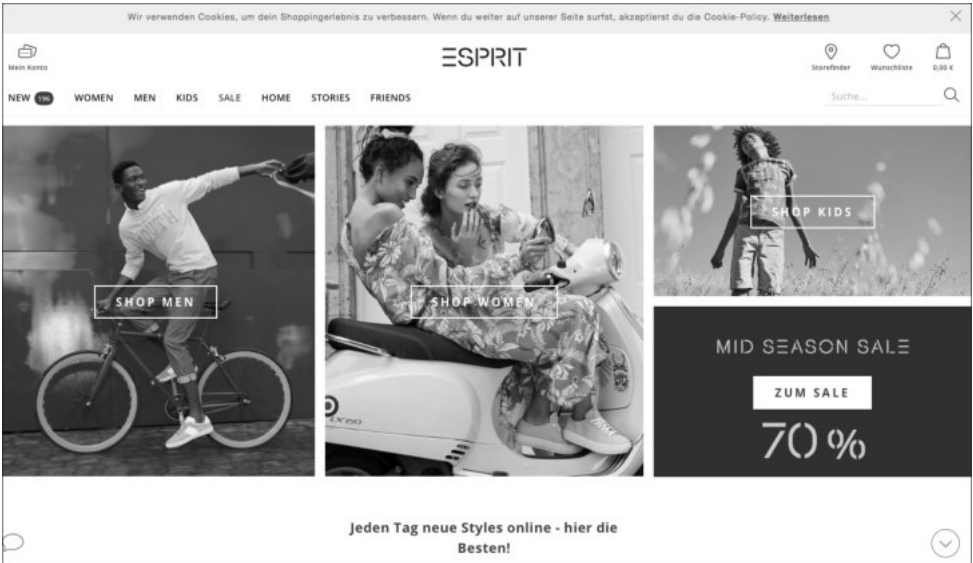 Wir verwenden Cookies, um dein Shoppingerlebnis zu verbessern. Wenn du weiter auf unserer Seite surfst, akzeptierst du die Cookie-Policy. Weiterlesen
Mein Konto
ESPRIT
Storefinder
Wunschliste
0,00 €
NEW 196 WOMEN MEN KIDS SALE HOME STORIES FRIENDS
Suche...
SHOP MEN
SHOP WOMEN
LX150
SHOP KIDS
MID SEASON SALE
ZUM SALE
70%
Jeden Tag neue Styles online - hier die
Besten!